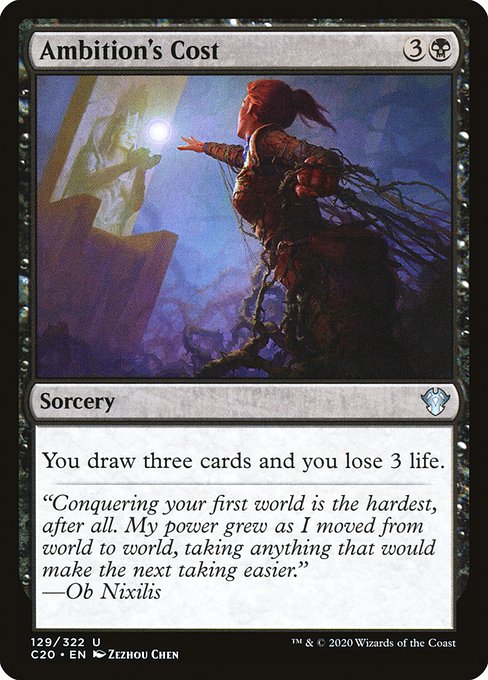 Ambition's Cost 3
Sorcery
You draw three cards and you lose 3 life.
“Conquering your first world is the hardest,
after all. My power grew as I moved from
world to world, taking anything that would
make the next taking easier.”
—Ob Nixilis
129/322 U
C20 • EN Zezhou Chen
™ & © 2020 Wizards of the Coast